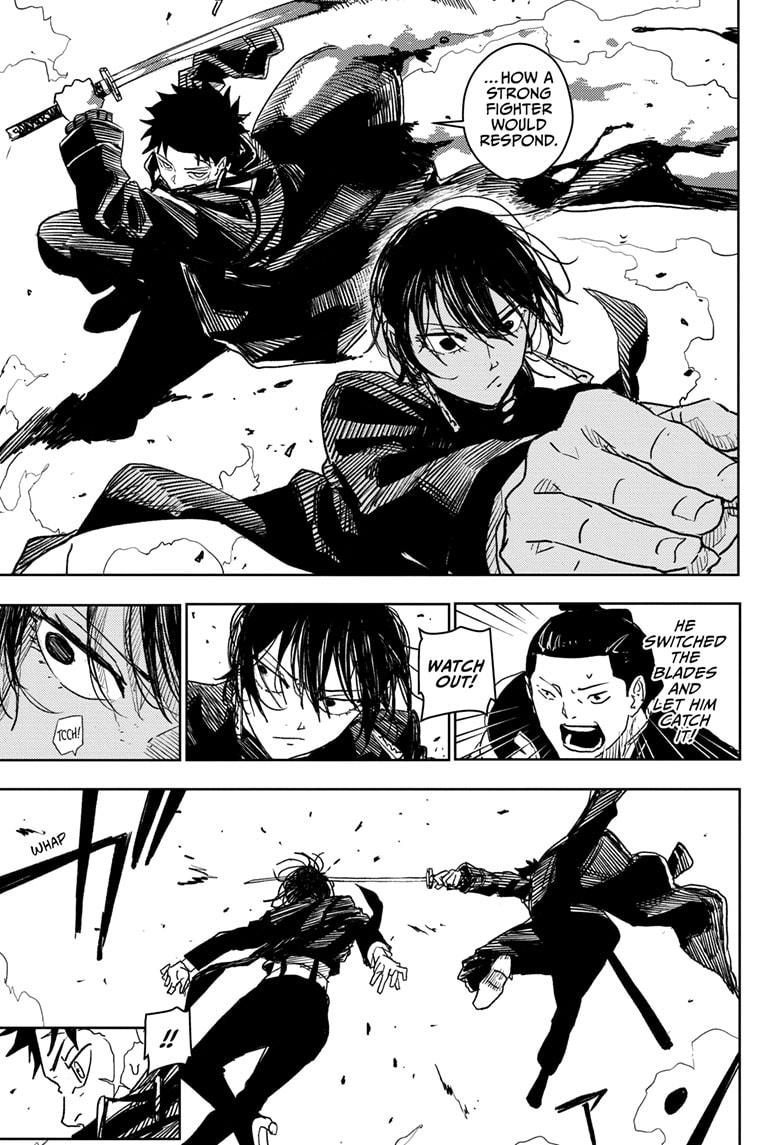 ...HOW A
STRONG
FIGHTER
WOULD
RESPOND.
HE
SWITCHED
THE
BLADES
AND
LET HIM
CATCH
IT!
WATCH
OUT!
TCCH!
WHAP
!!